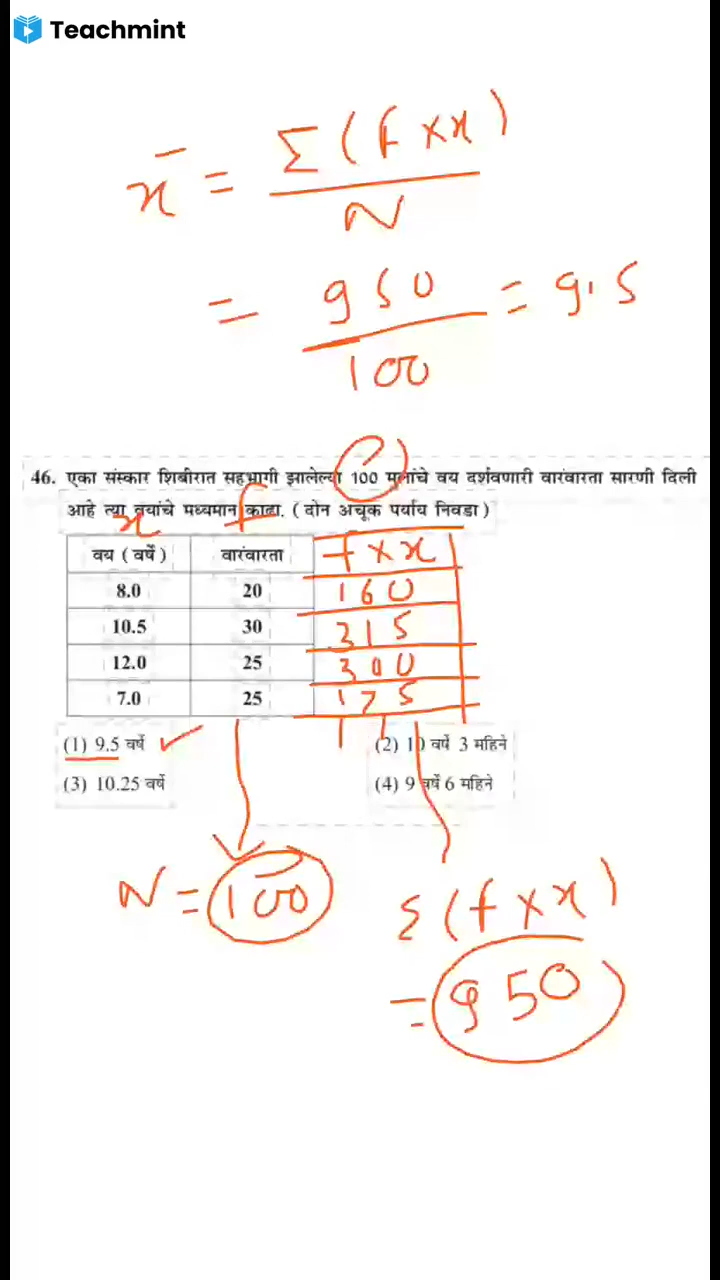 Teachmint
x̄ = Σ(f×x)
N
= 950 = 9.5
100
46. एका संस्कार शिबीरात सहभागी झालेल्या 100 मुलांचे वय दर्शवणारी वारंवारता सारणी दिली
आहे त्या वयांचे मध्यमान काढा. ( दोन अचूक पर्याय निवडा )
x f
वय ( वर्षे ) वारंवारता f×x
8.0 20 160
10.5 30 315
12.0 25 300
7.0 25 175
(1) 9.5 वर्षे (2) 10 वर्षे 3 महिने
(3) 10.25 वर्षे (4) 9 वर्षे 6 महिने
N = 100 Σ(f×x)
= 950